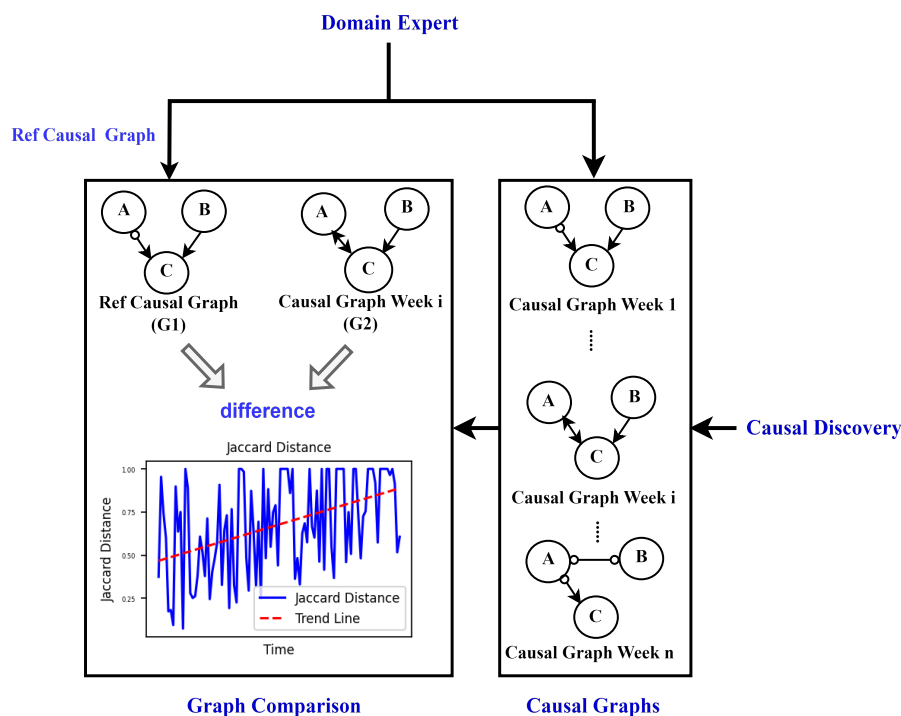 Domain Expert
Ref Causal Graph
A
B
C
Ref Causal Graph
(G1)
A
B
C
Causal Graph Week i
(G2)
difference
Jaccard Distance
Jaccard Distance
1.00
0.75
0.50
0.25
Jaccard Distance
Trend Line
Time
Graph Comparison
A
B
C
Causal Graph Week 1
A
B
C
Causal Graph Week i
A
B
C
Causal Graph Week n
Causal Graphs
Causal Discovery